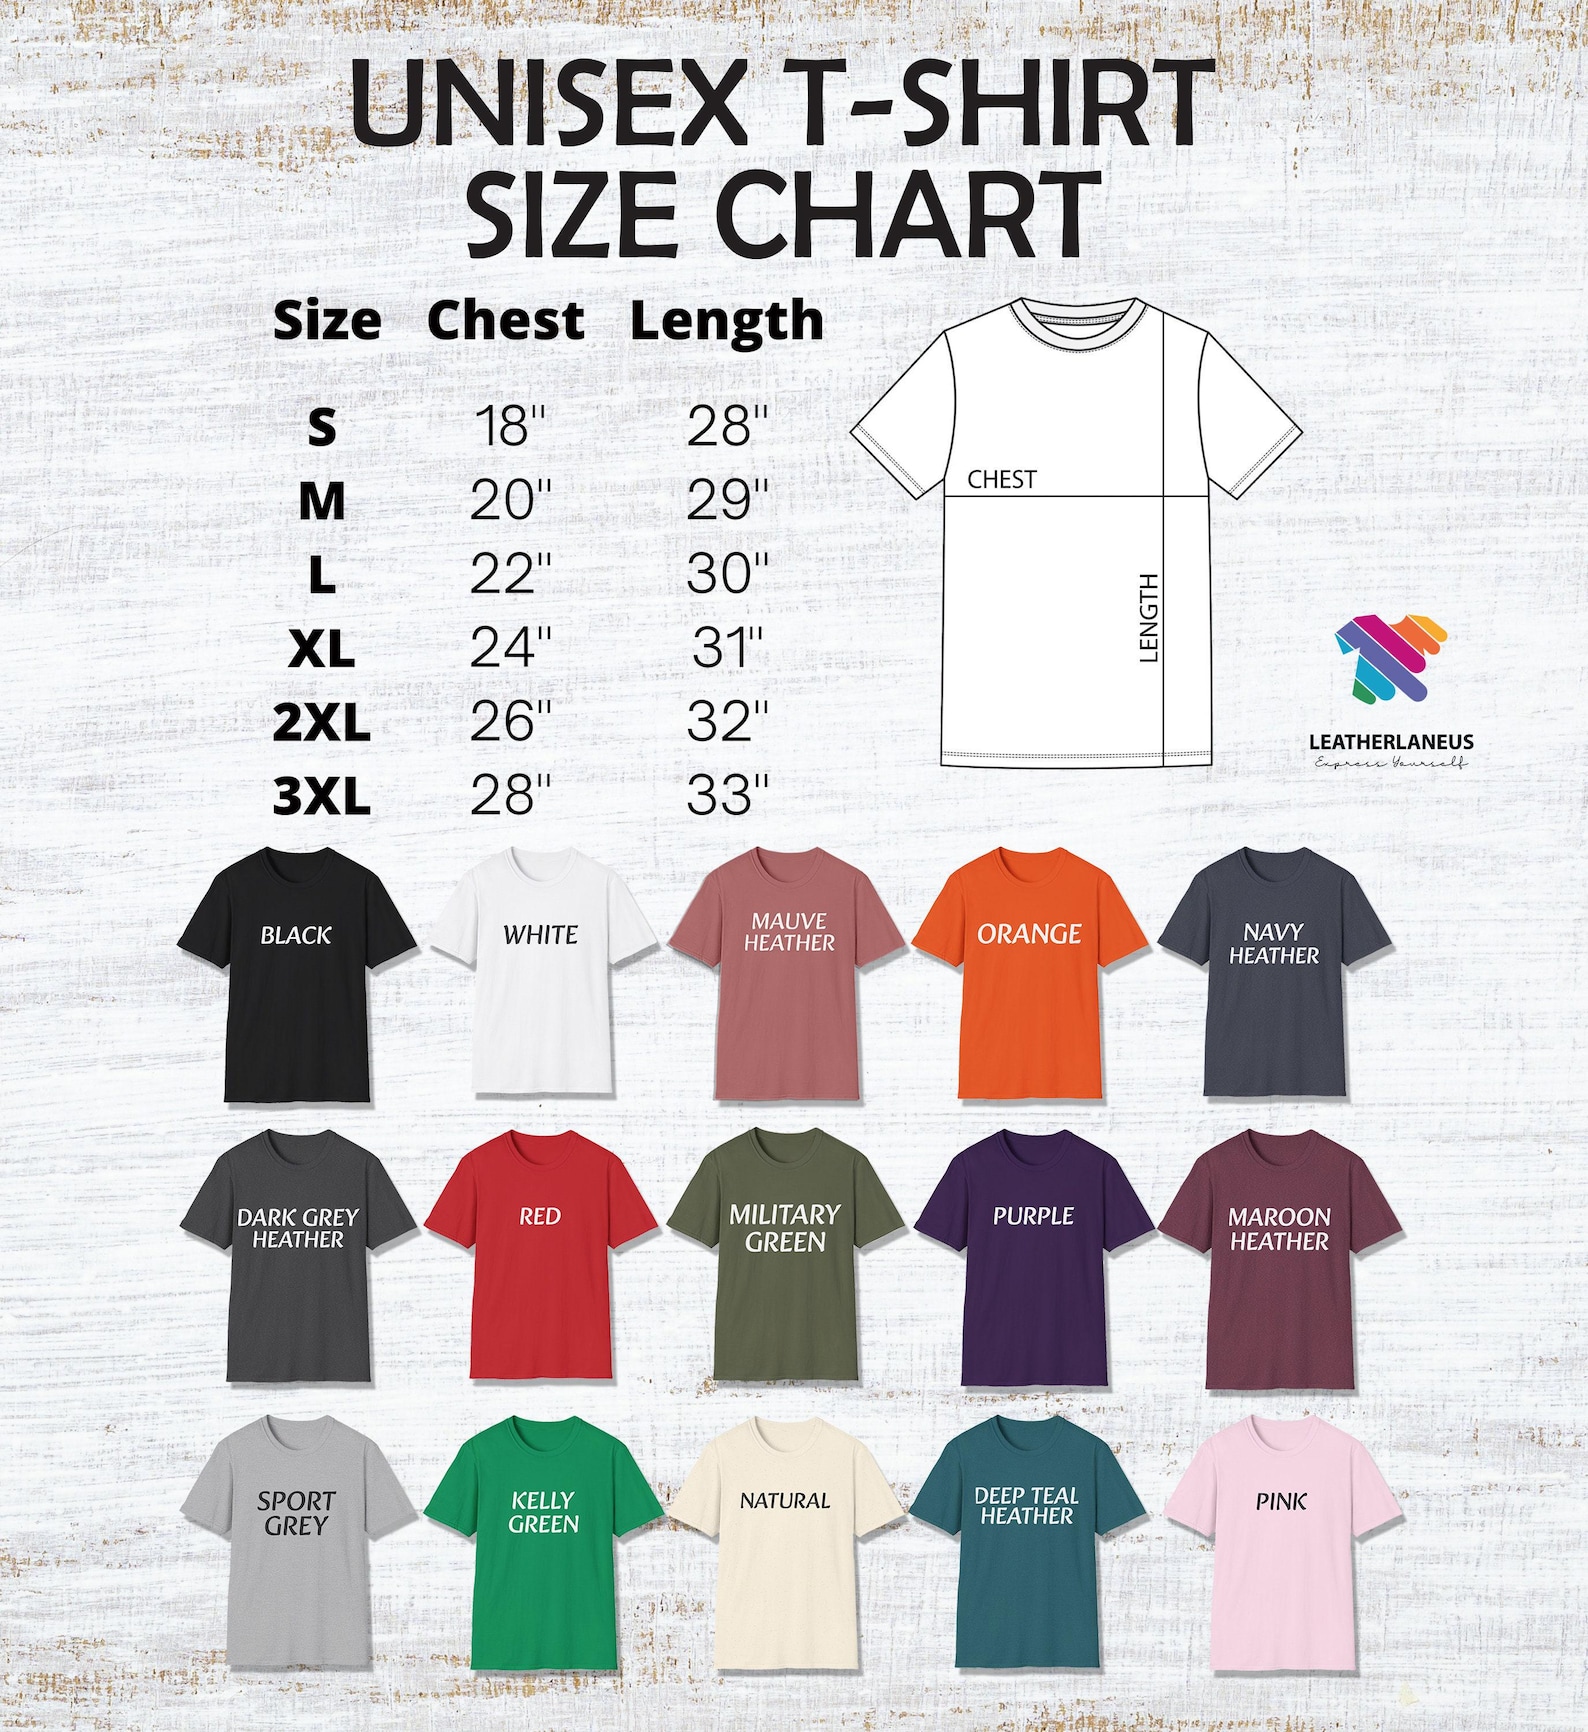 UNISEX T-SHIRT
SIZE CHART
Size Chest Length
S 18" 28"
M 20" 29"
L 22" 30"
XL 24" 31"
2XL 26" 32"
3XL 28" 33"
CHEST
LENGTH
LEATHERLANEUS
Express Yourself
BLACK
WHITE
MAUVE
HEATHER
ORANGE
NAVY
HEATHER
DARK GREY
HEATHER
RED
MILITARY
GREEN
PURPLE
MAROON
HEATHER
SPORT
GREY
KELLY
GREEN
NATURAL
DEEP TEAL
HEATHER
PINK